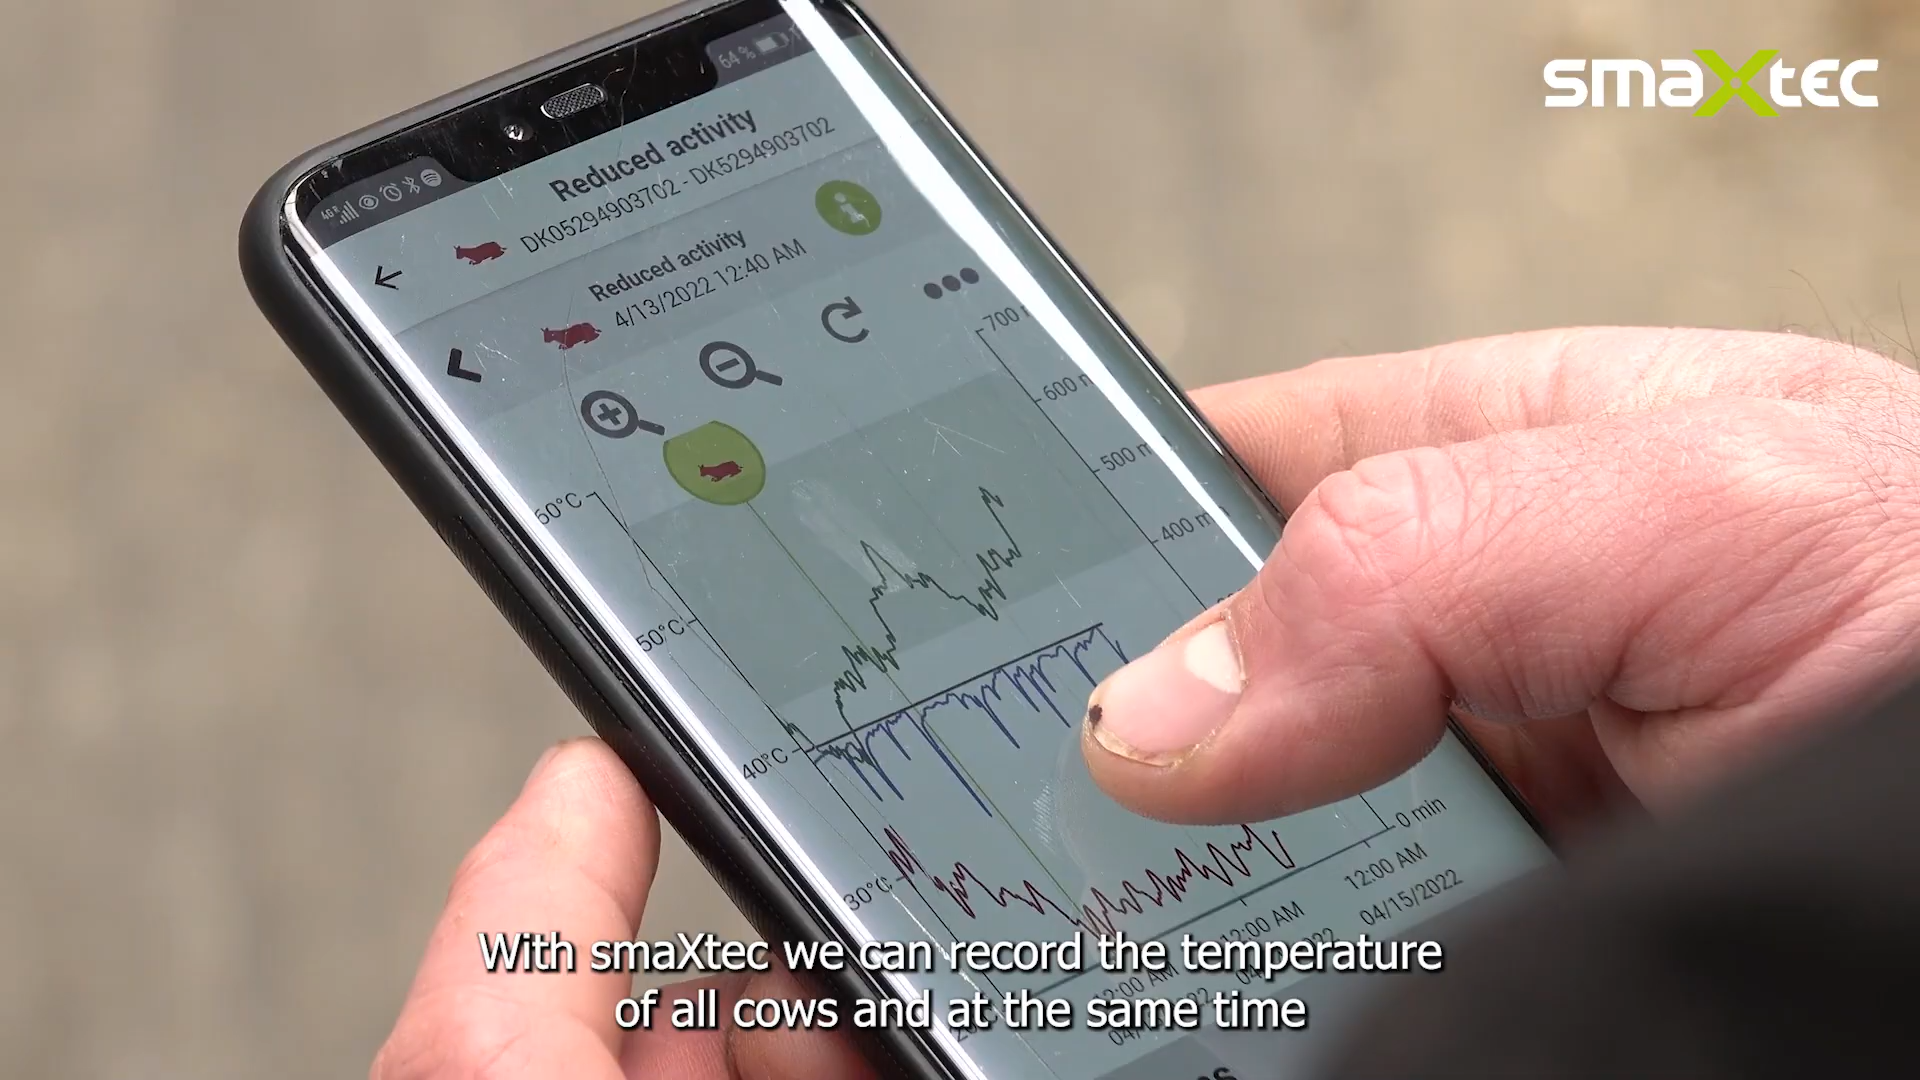 smaXtec
64 %
Reduced activity
DK05294903702 - DK5294903702
Reduced activity
4/13/2022 12:40 AM
700
600
500
400
60°C
50°C
40°C
30°C
0 min
12:00 AM
04/15/2022
12:00 AM
With smaXtec we can record the temperature
of all cows and at the same time